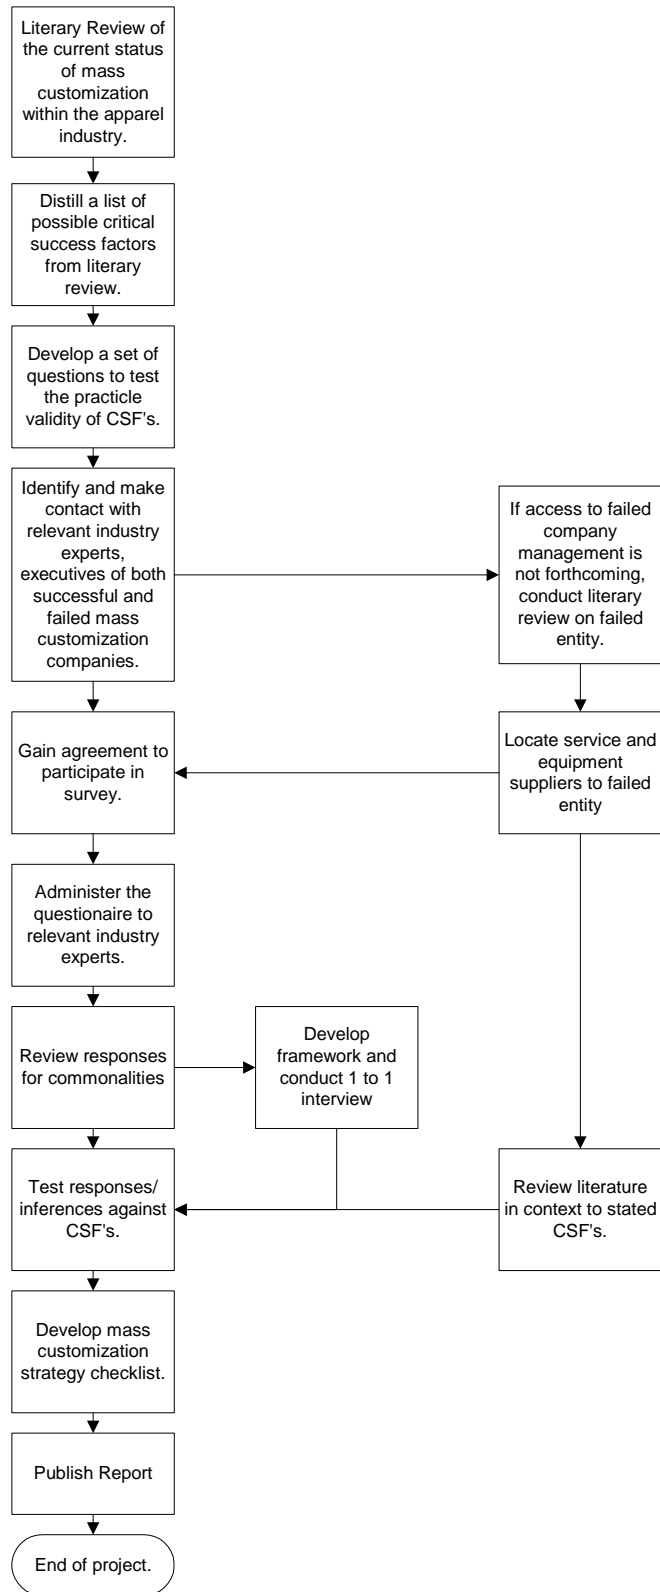 Literary Review of
the current status
of mass
customization
within the apparel
industry.
Distill a list of
possible critical
success factors
from literary
review.
Develop a set of
questions to test
the practicle
validity of CSF's.
Identify and make
contact with
relevant industry
experts,
executives of both
successful and
failed mass
customization
companies.
If access to failed
company
management is
not forthcoming,
conduct literary
review on failed
entity.
Gain agreement to
participate in
survey.
Locate service and
equipment
suppliers to failed
entity
Administer the
questionaire to
relevant industry
experts.
Review responses
for commonalities
Develop
framework and
conduct 1 to 1
interview
Test responses/
inferences against
CSF's.
Review literature
in context to stated
CSF's.
Develop mass
customization
strategy checklist.
Publish Report
End of project.